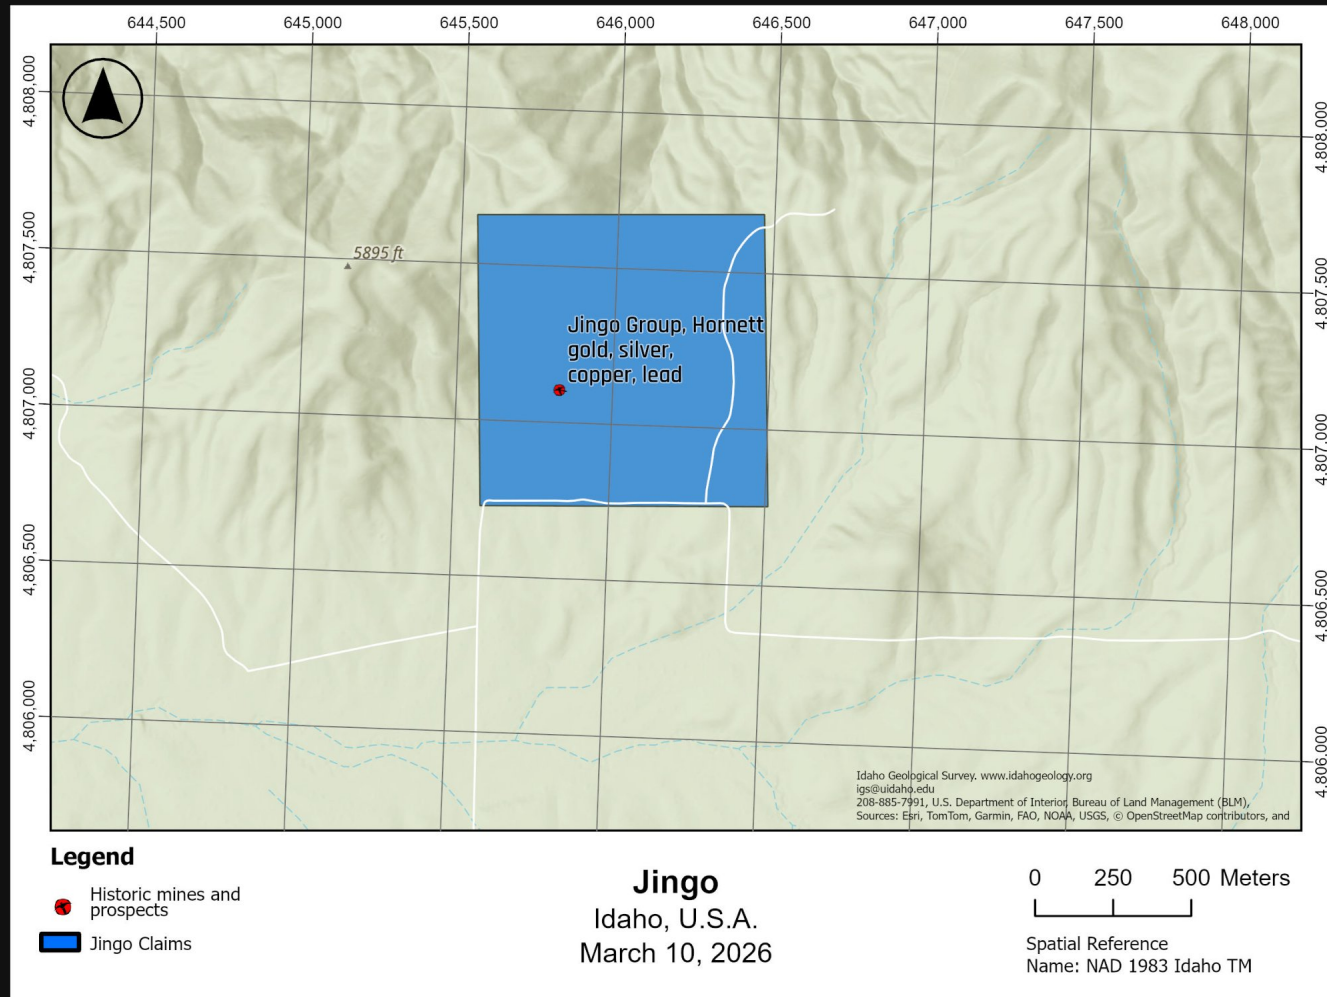 644,500 645,000 645,500 646,000 646,500 647,000 647,500 648,000
4,808,000
4,808,000
4,807,500
4,807,500
4,807,000
4,807,000
4,806,500
4,806,500
4,806,000
4,806,000
5895 ft
Jingo Group, Hornett
gold, silver,
copper, lead
Idaho Geological Survey. www.idahogeology.org
igs@uidaho.edu
208-885-7991, U.S. Department of Interior, Bureau of Land Management (BLM),
Sources: Esri, TomTom, Garmin, FAO, NOAA, USGS, © OpenStreetMap contributors, and
Legend
Historic mines and
prospects
Jingo Claims
Jingo
Idaho, U.S.A.
March 10, 2026
0 250 500 Meters
Spatial Reference
Name: NAD 1983 Idaho TM